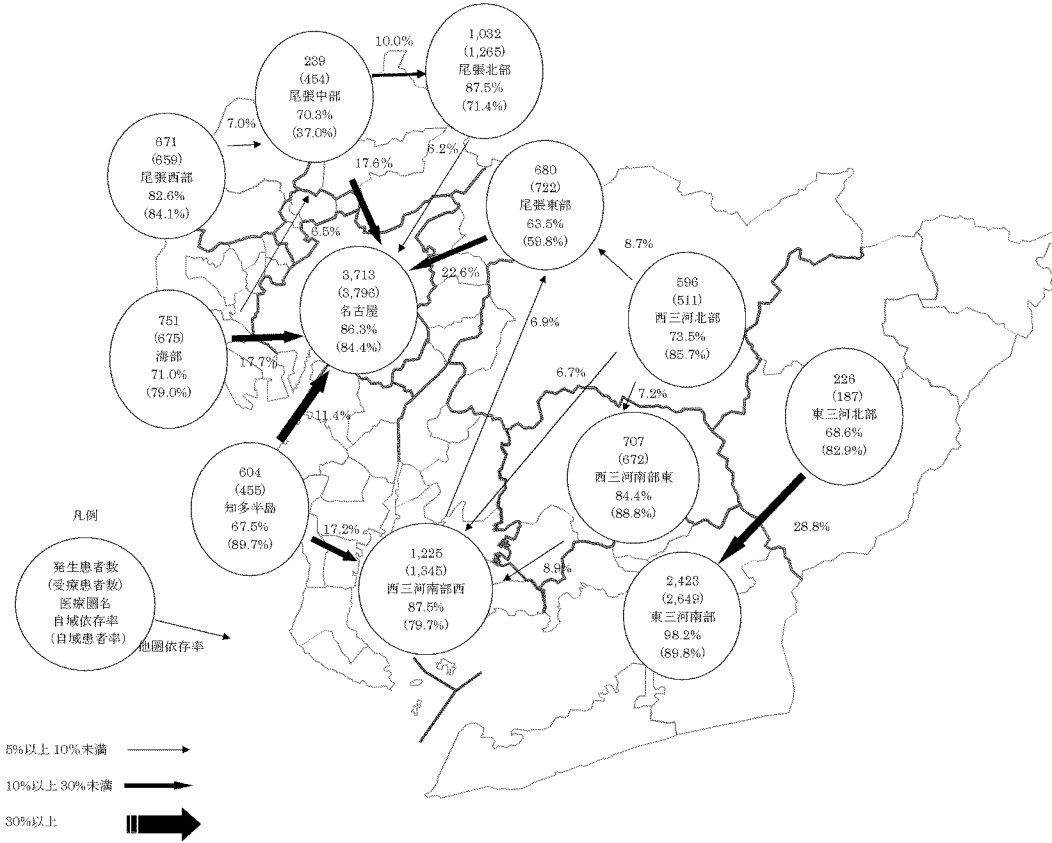 1,032
(1,265)
尾張北部
87.5%
(71.4%)
10.0%
239
(454)
尾張中部
70.3%
(37.0%)
7.0%
671
(659)
尾張西部
82.6%
(84.1%)
17.6%
6.2%
680
(722)
尾張東部
63.5%
(59.8%)
6.5%
8.7%
3,713
(3,796)
名古屋
86.3%
(84.4%)
22.6%
596
(511)
西三河北部
73.5%
(85.7%)
751
(675)
海部
71.0%
(79.0%)
17.7%
6.9%
6.7%
7.2%
226
(187)
東三河北部
68.6%
(82.9%)
11.4%
707
(672)
西三河南部東
84.4%
(88.8%)
604
(455)
知多半島
67.5%
(89.7%)
17.2%
28.8%
1,225
(1,345)
西三河南部西
87.5%
(79.7%)
8.9%
2,423
(2,649)
東三河南部
98.2%
(89.8%)
凡例
発生患者数
(受療患者数)
医療圏名
自域依存率
(自域患者率)
他圏依存率
5%以上 10%未満
10%以上 30%未満
30%以上